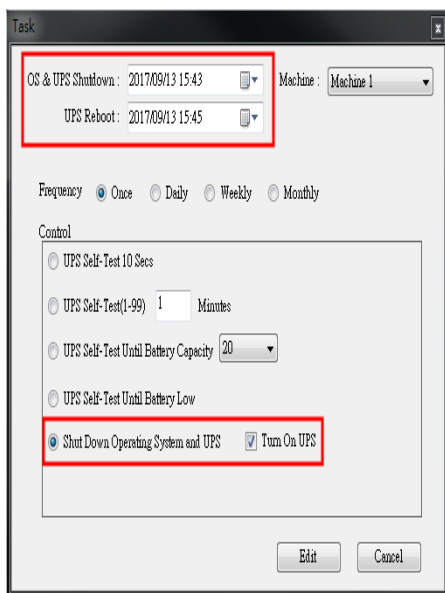 Task
OS & UPS Shutdown : 2017/09/13 15:43 Machine : Machine 1
UPS Reboot : 2017/09/13 15:45
Frequency Once Daily Weekly Monthly
Control
UPS Self-Test 10 Secs
UPS Self-Test(1-99) 1 Minutes
UPS Self-Test Until Battery Capacity 20
UPS Self-Test Until Battery Low
Shut Down Operating System and UPS Turn On UPS
Edit Cancel